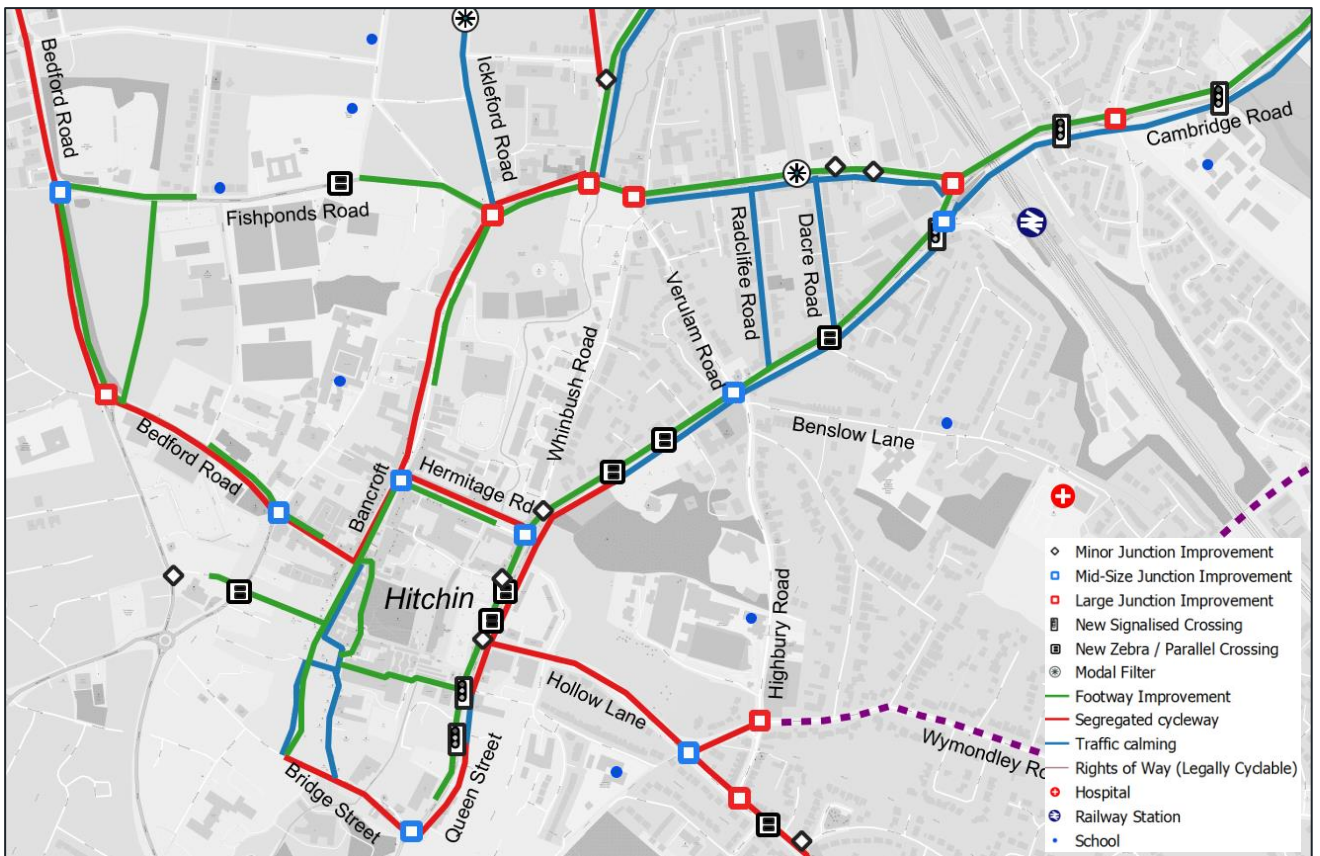 Bedford Road
Ickleford Road
Cambridge Road
Fishponds Road
Radclifee Road
Dacre Road
Verulam Road
Whinbush Road
Benslow Lane
Bedford Road
Bancroft
Hermitage Rd
Hitchin
Highbury Road
Hollow Lane
Wymondley Ro
Bridge Street
Queen Street
Minor Junction Improvement
Mid-Size Junction Improvement
Large Junction Improvement
New Signalised Crossing
New Zebra / Parallel Crossing
Modal Filter
Footway Improvement
Segregated cycleway
Traffic calming
Rights of Way (Legally Cyclable)
Hospital
Railway Station
School